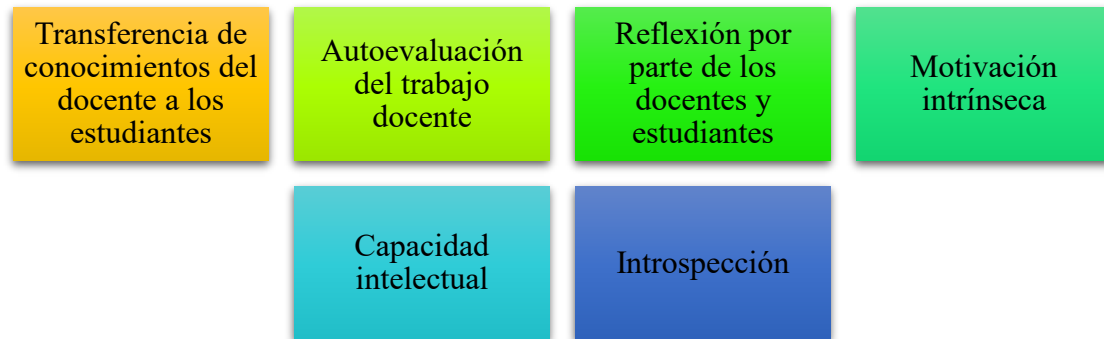 Transferencia de
conocimientos del
docente a los
estudiantes
Autoevaluación
del trabajo
docente
Reflexión por
parte de los
docentes y
estudiantes
Motivación
intrínseca
Capacidad
intelectual
Introspección